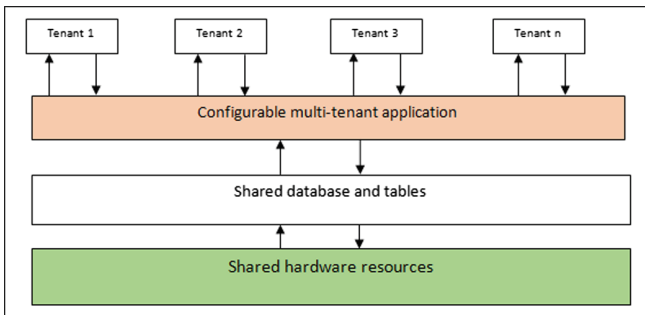 Tenant 1
Tenant 2
Tenant 3
Tenant n
Configurable multi-tenant application
Shared database and tables
Shared hardware resources